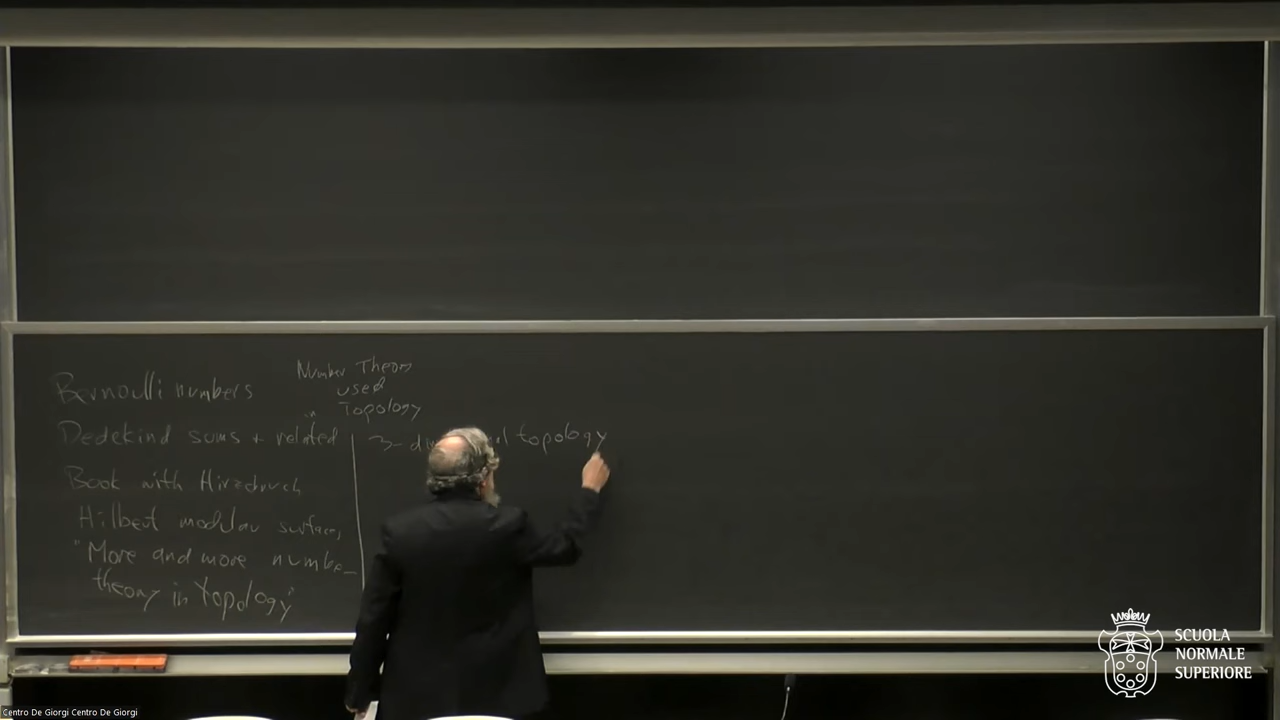 Number Theory
used
in
Topology
Bernoulli numbers
Dedekind sums + related
Book with Hirzebruch
Hilbert modular surfaces
"More and more number
theory in Topology"
3- topology
SCUOLA
NORMALE
SUPERIORE
Centro De Giorgi Centro De Giorgi